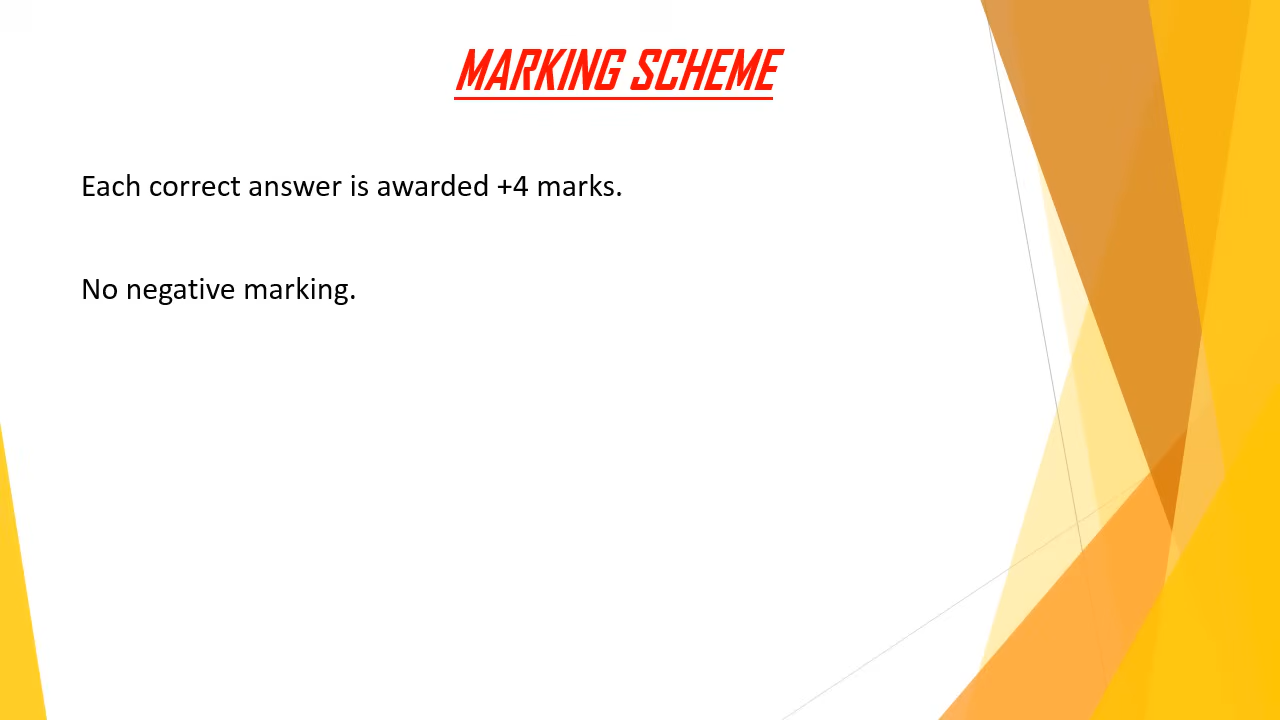 MARKING SCHEME
Each correct answer is awarded +4 marks.
No negative marking.